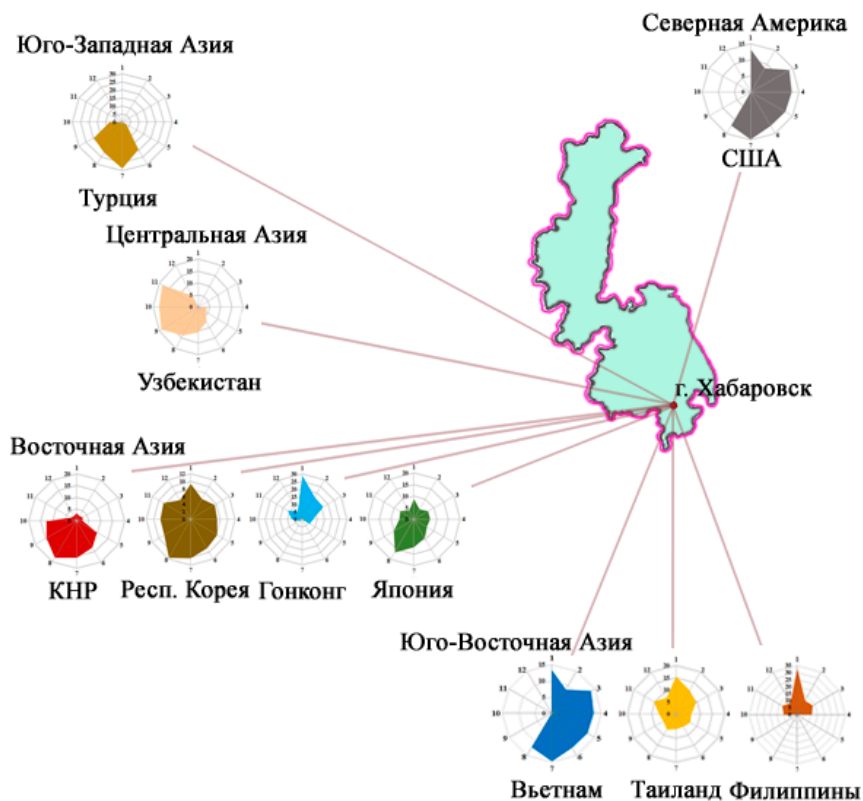 Северная Америка
Юго-Западная Азия
США
Турция
Центральная Азия
Узбекистан
г. Хабаровск
Восточная Азия
КНР
Респ. Корея
Гонконг
Япония
Юго-Восточная Азия
Вьетнам
Таиланд
Филиппины